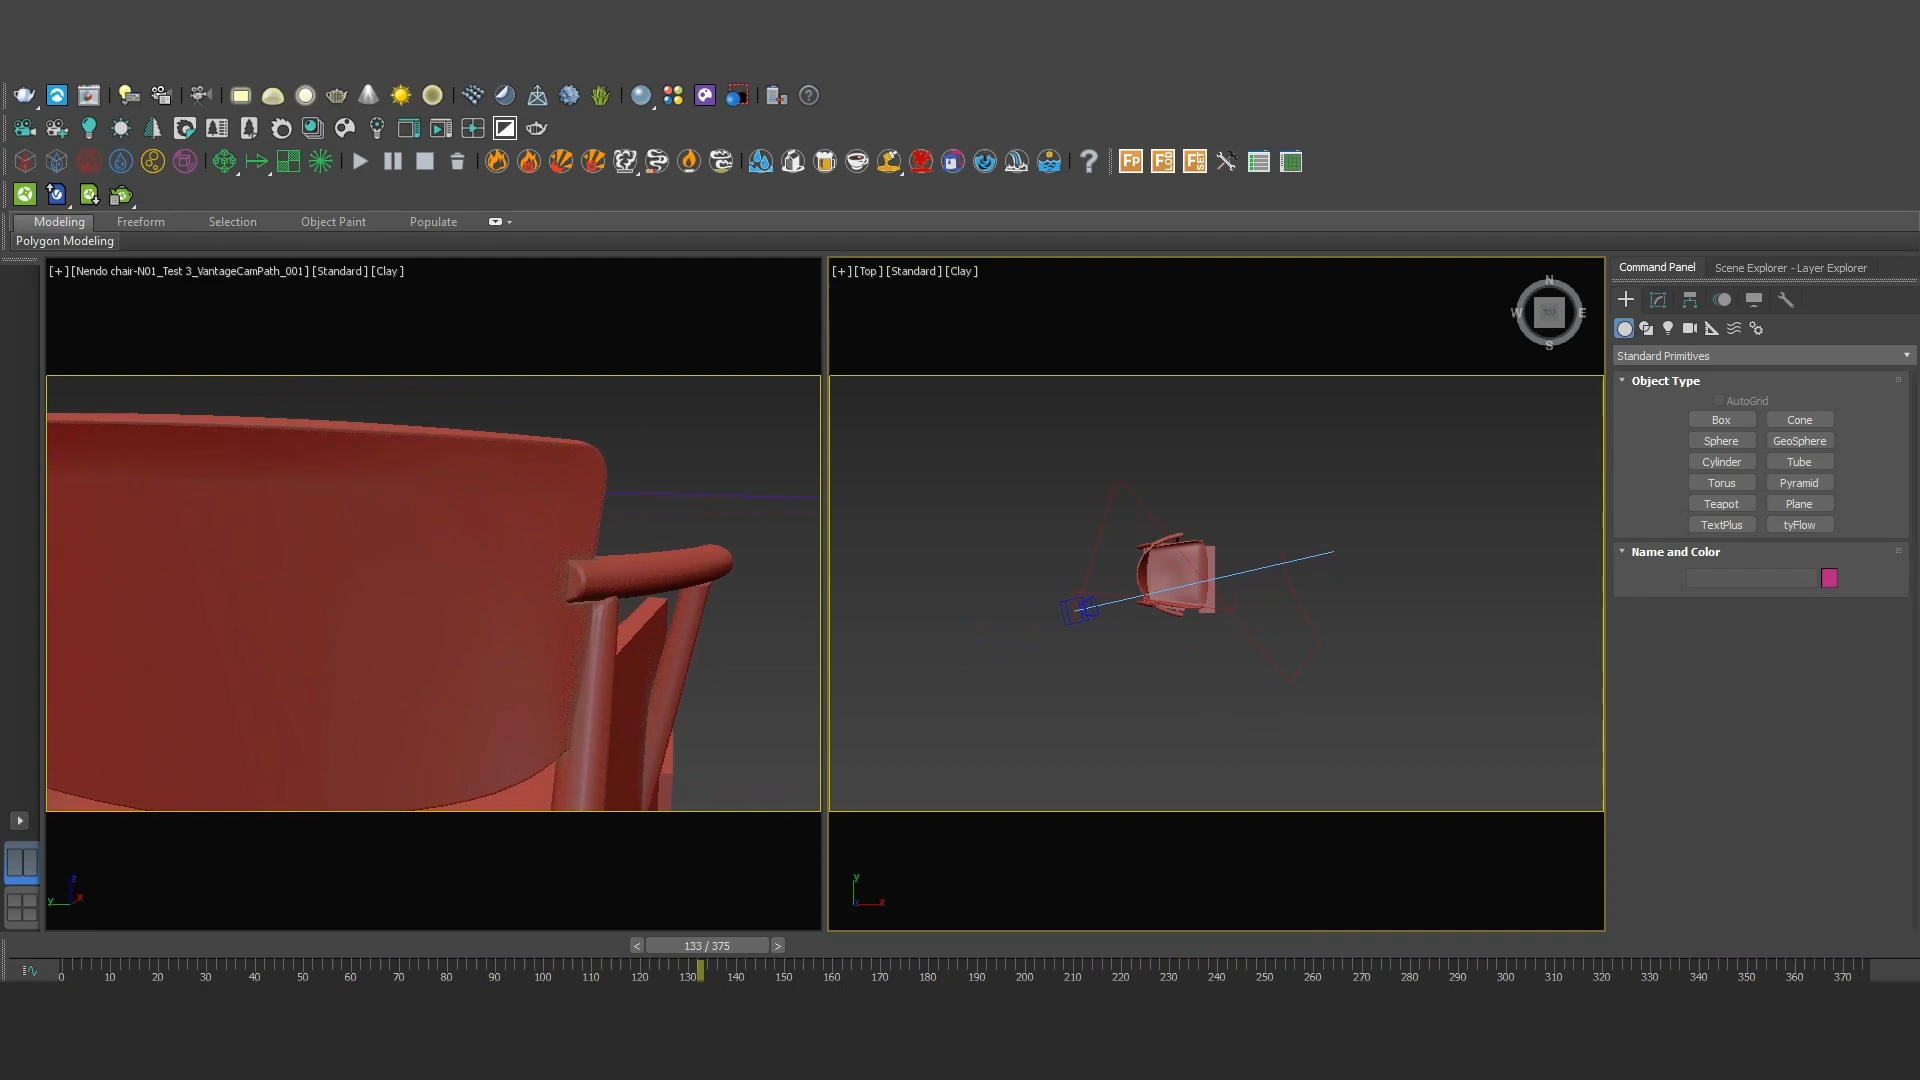 Fp
F LOD
F SET
Modeling Freeform Selection Object Paint Populate
Polygon Modeling
[+] [Nendo chair-N01_Test 3_VantageCamPath_001] [Standard] [Clay]
[+] [Top] [Standard] [Clay]
N
W TOP E
S
Command Panel Scene Explorer - Layer Explorer
Standard Primitives
Object Type
AutoGrid
Box Cone
Sphere GeoSphere
Cylinder Tube
Torus Pyramid
Teapot Plane
TextPlus tyFlow
Name and Color
z
y x
y
z x
< 133 / 375 >
0 10 20 30 40 50 60 70 80 90 100 110 120 130 140 150 160 170 180 190 200 210 220 230 240 250 260 270 280 290 300 310 320 330 340 350 360 370